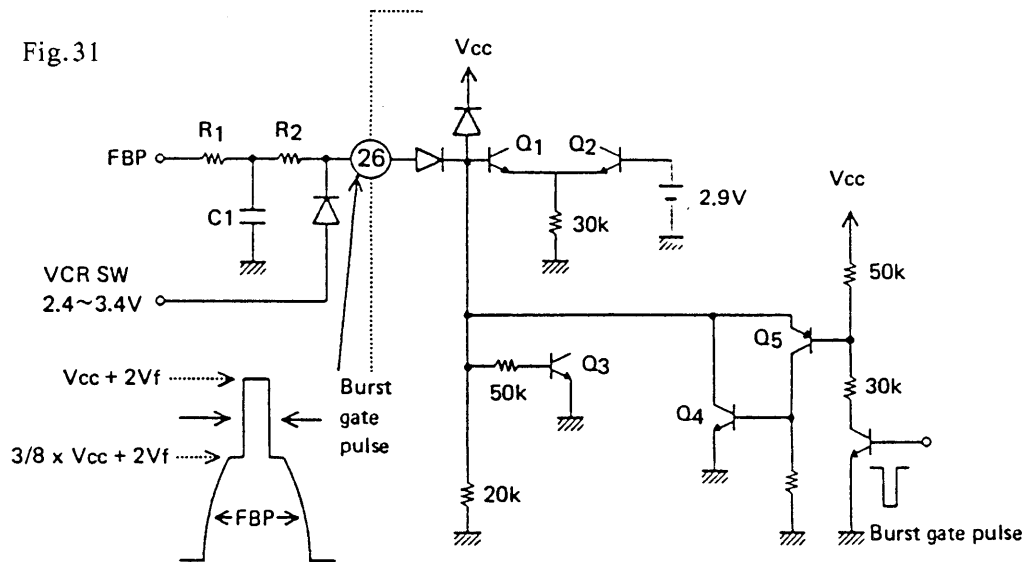 Fig.31
Vcc
R1
R2
FBP
26
Q1
Q2
C1
30k
2.9V
Vcc
50k
VCR SW
2.4~3.4V
Q5
Q3
50k
30k
Q4
Vcc + 2Vf
Burst
gate
pulse
3/8 x Vcc + 2Vf
FBP
20k
Burst gate pulse